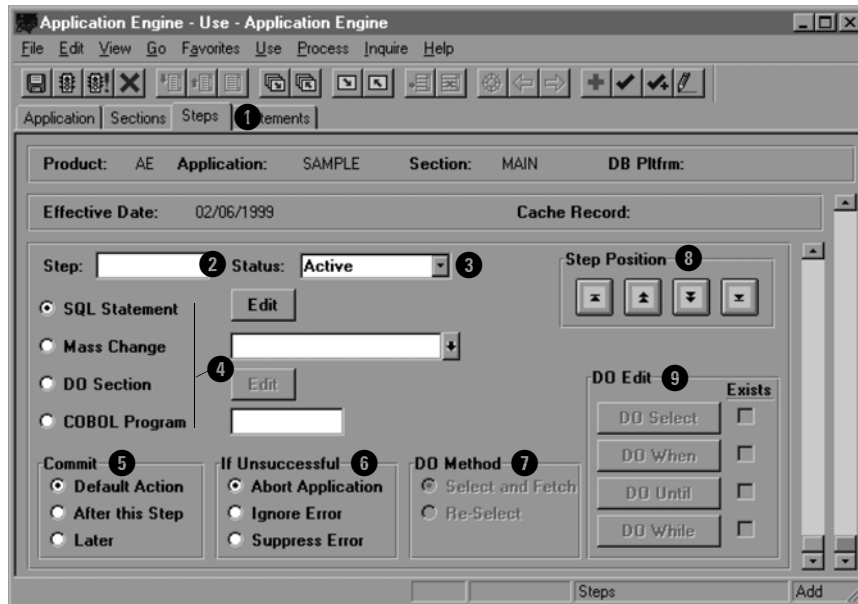 Application Engine - Use - Application Engine
File Edit View Go Favorites Use Process Inquire Help
Application Sections Steps 1 tements
Product: AE Application: SAMPLE Section: MAIN DB Pltfrm:
Effective Date: 02/06/1999 Cache Record:
Step: 2 Status: Active 3 Step Position 8
SQL Statement Edit
Mass Change
4
DO Section Edit
COBOL Program
DO Edit 9 Exists
DO Select
DO When
DO Until
DO While
Commit 5
Default Action
After this Step
Later
If Unsuccessful 6
Abort Application
Ignore Error
Suppress Error
DO Method 7
Select and Fetch
Re-Select
Steps Add